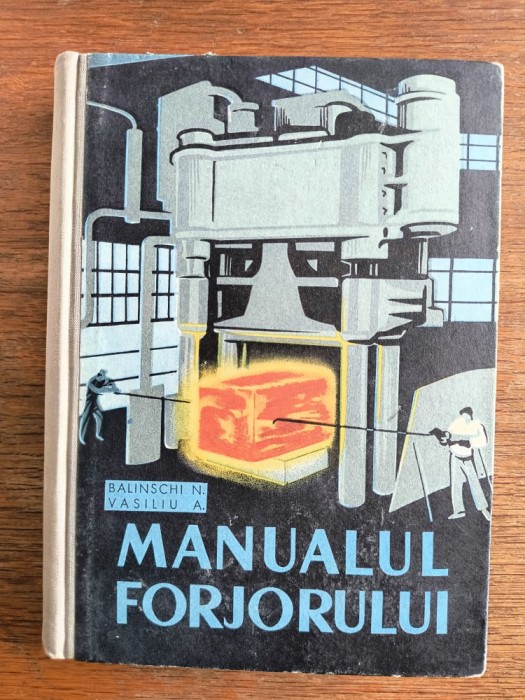 BALINSCHI N.
VASILIU A.
MANUALUL
FORJORULUI